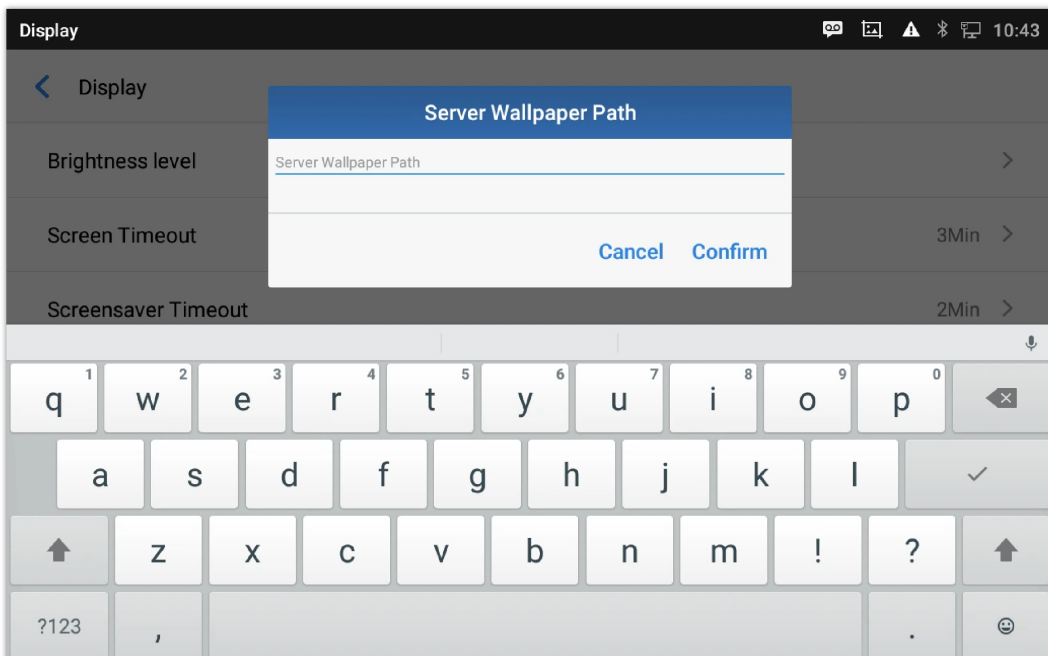 Display 10:43
Display
Server Wallpaper Path
Brightness level
Server Wallpaper Path
Screen Timeout 3Min
Cancel Confirm
Screensaver Timeout 2Min
1 2 3 4 5 6 7 8 9 0
q w e r t y u i o p
a s d f g h j k l
z x c v b n m ! ?
?123 , .